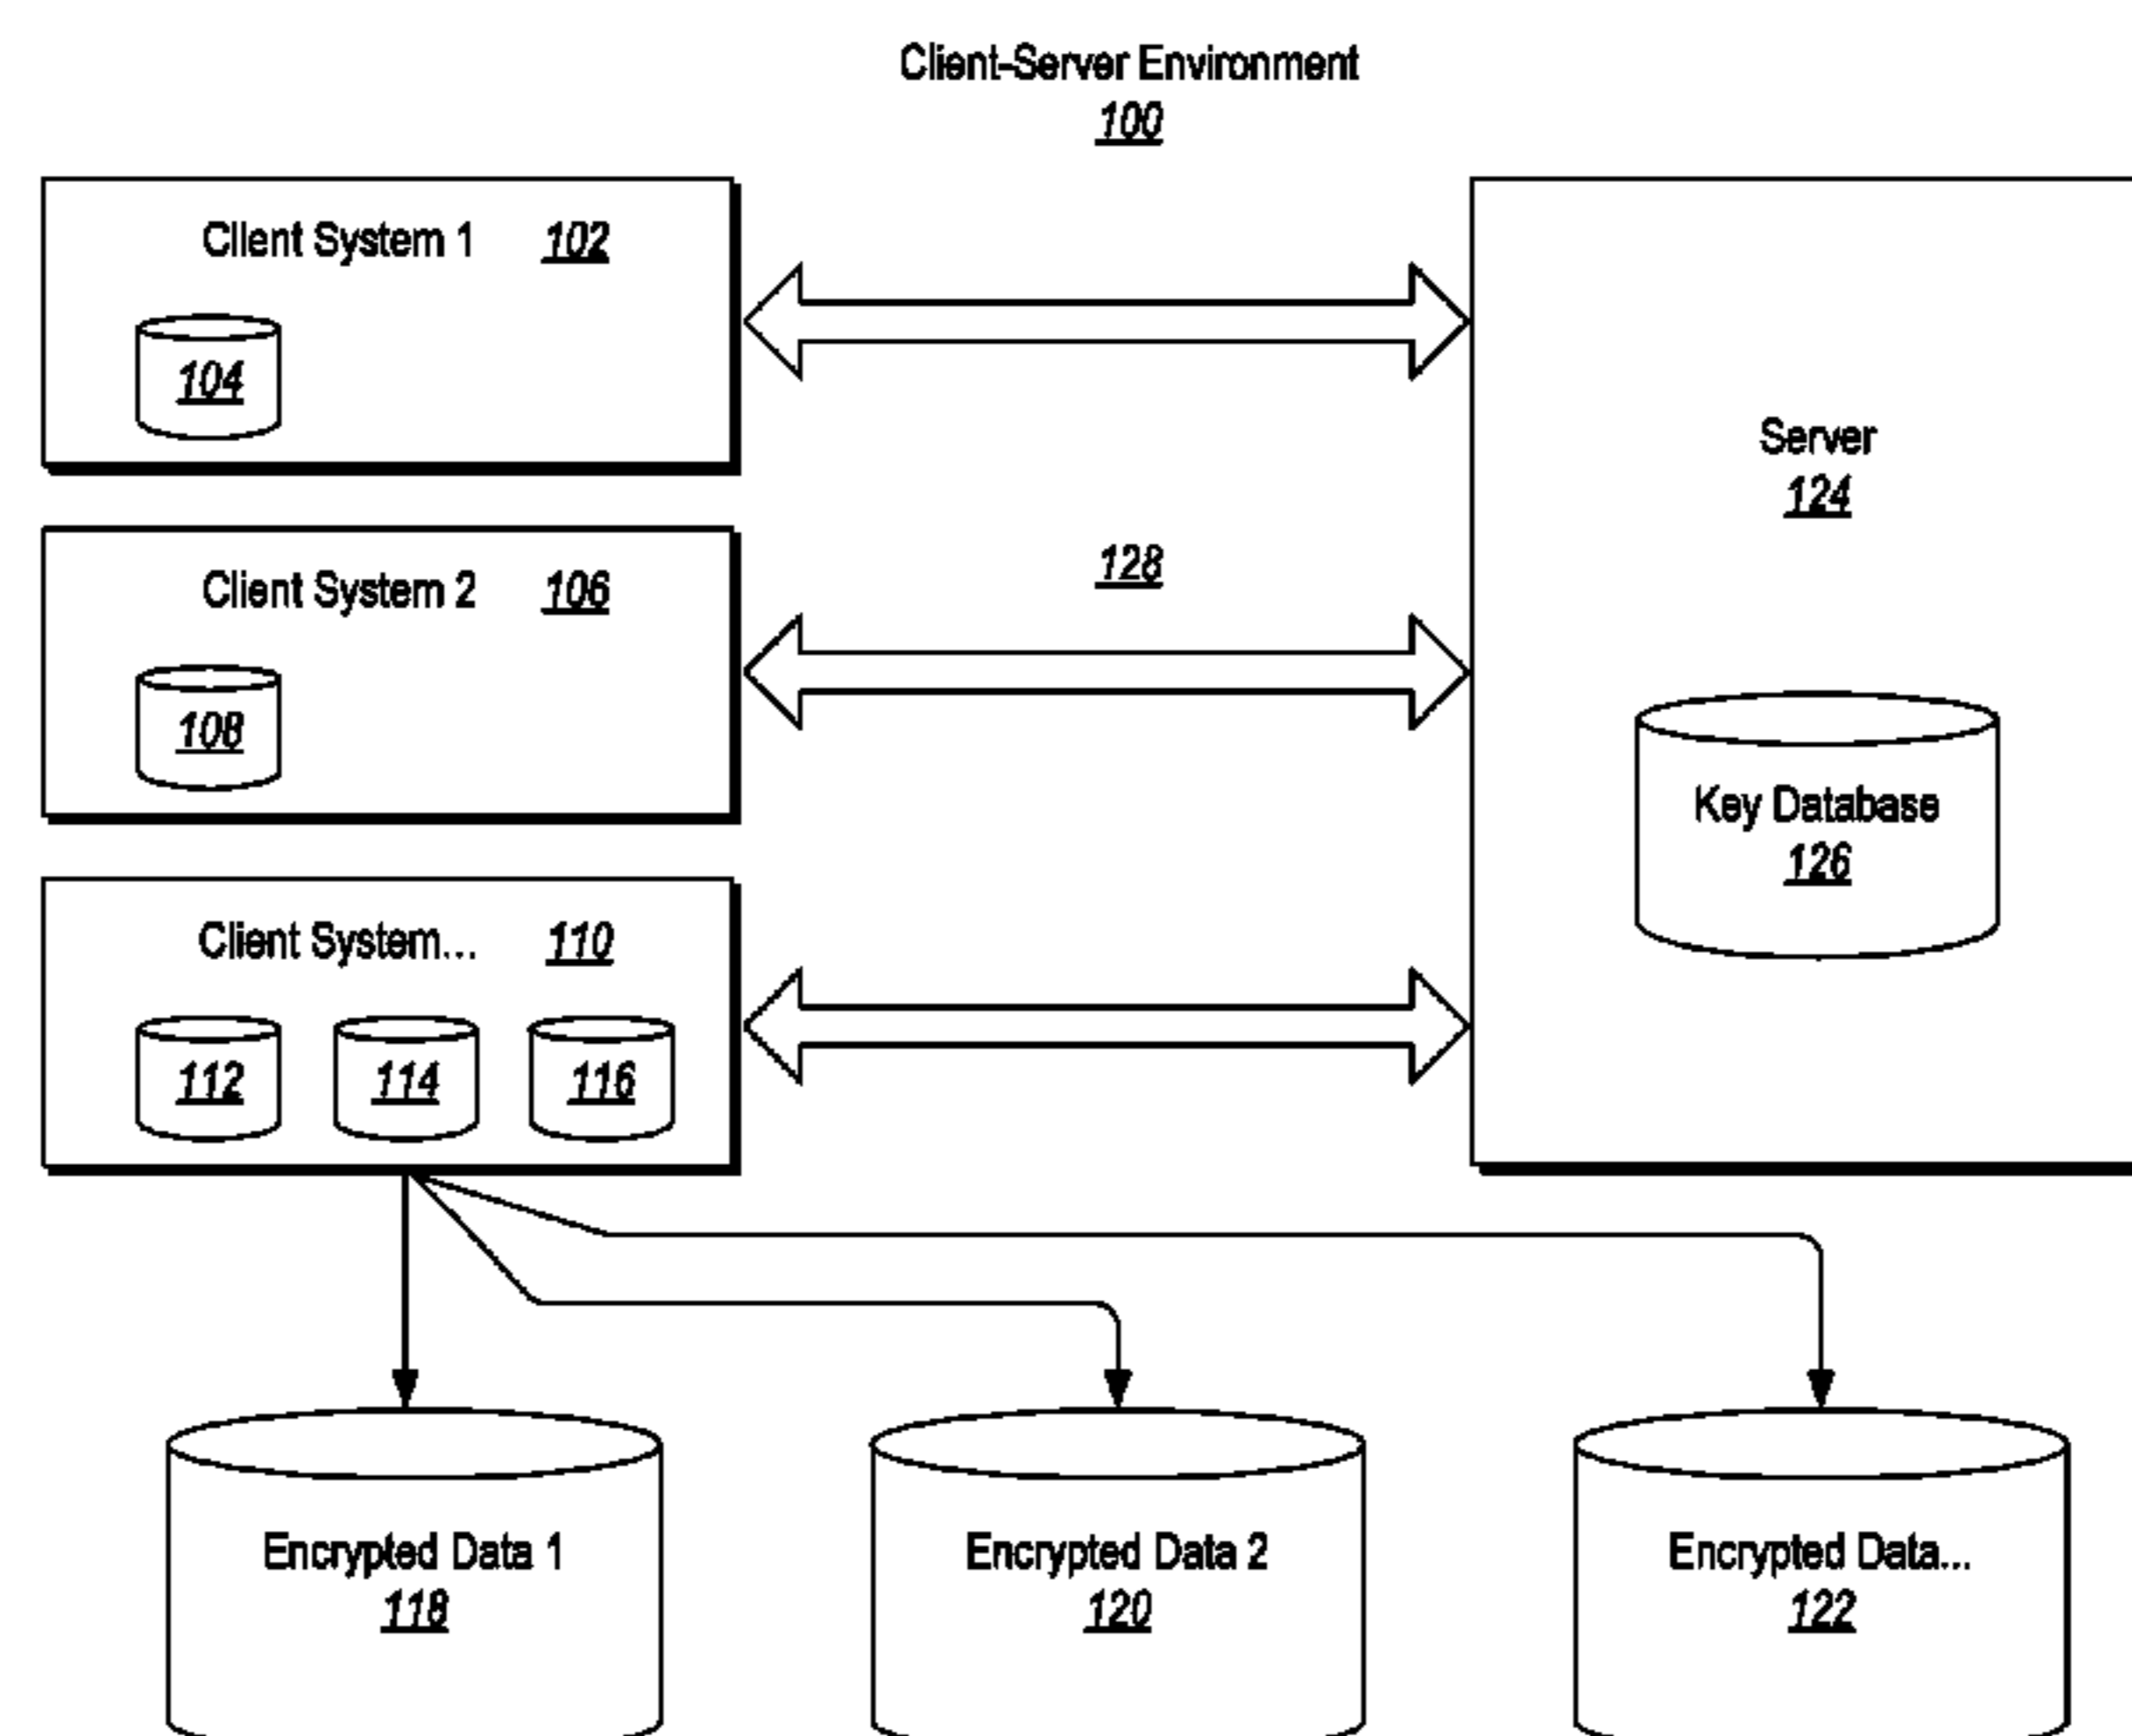 Client-Server Environment
100
Client System 1 102
104
Client System 2 106
108
Client System... 110
112 114 116
128
Server
124
Key Database
126
Encrypted Data 1
118
Encrypted Data 2
120
Encrypted Data...
122